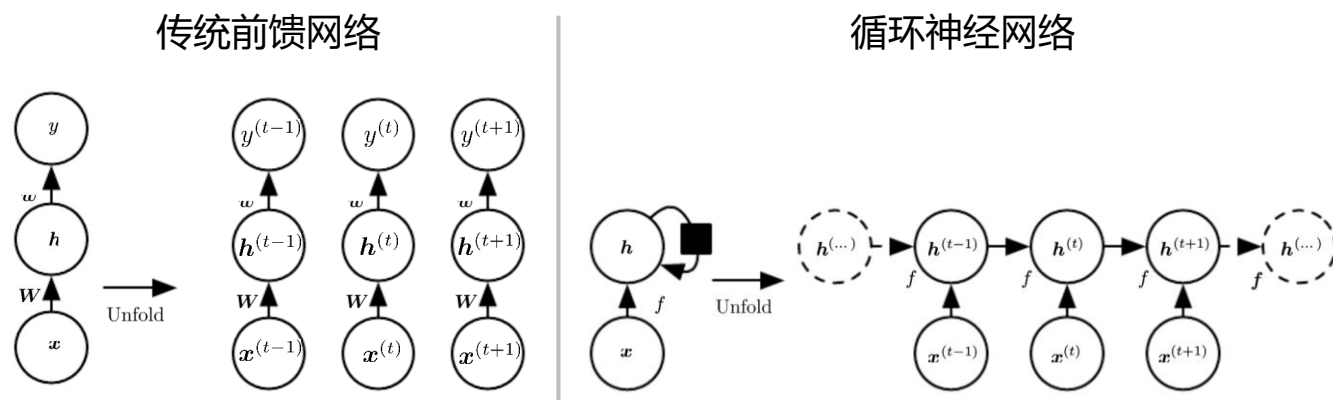 传统前馈网络
循环神经网络
y
w
h
W
x
Unfold
y^(t-1) y^(t) y^(t+1)
w w w
h^(t-1) h^(t) h^(t+1)
W W W
x^(t-1) x^(t) x^(t+1)
h
f
x
Unfold
h^(...) h^(t-1) h^(t) h^(t+1) h^(...)
f f f f
x^(t-1) x^(t) x^(t+1)